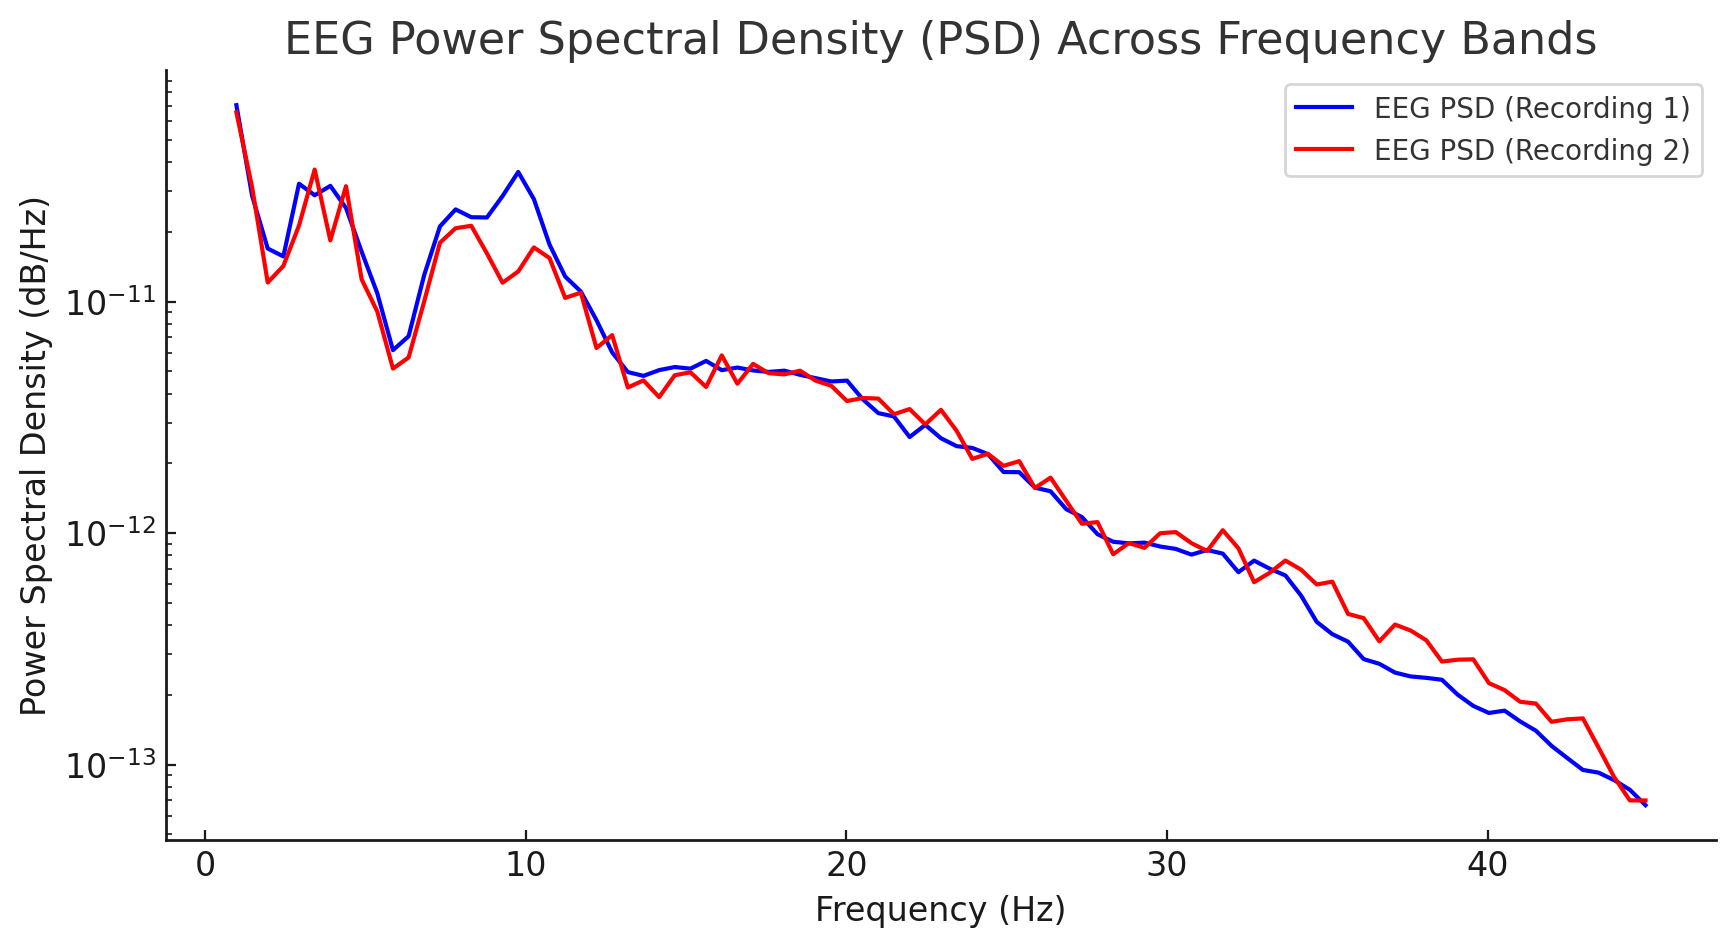 EEG Power Spectral Density (PSD) Across Frequency Bands
EEG PSD (Recording 1)
EEG PSD (Recording 2)
Power Spectral Density (dB/Hz)
10⁻¹¹
10⁻¹²
10⁻¹³
0 10 20 30 40
Frequency (Hz)